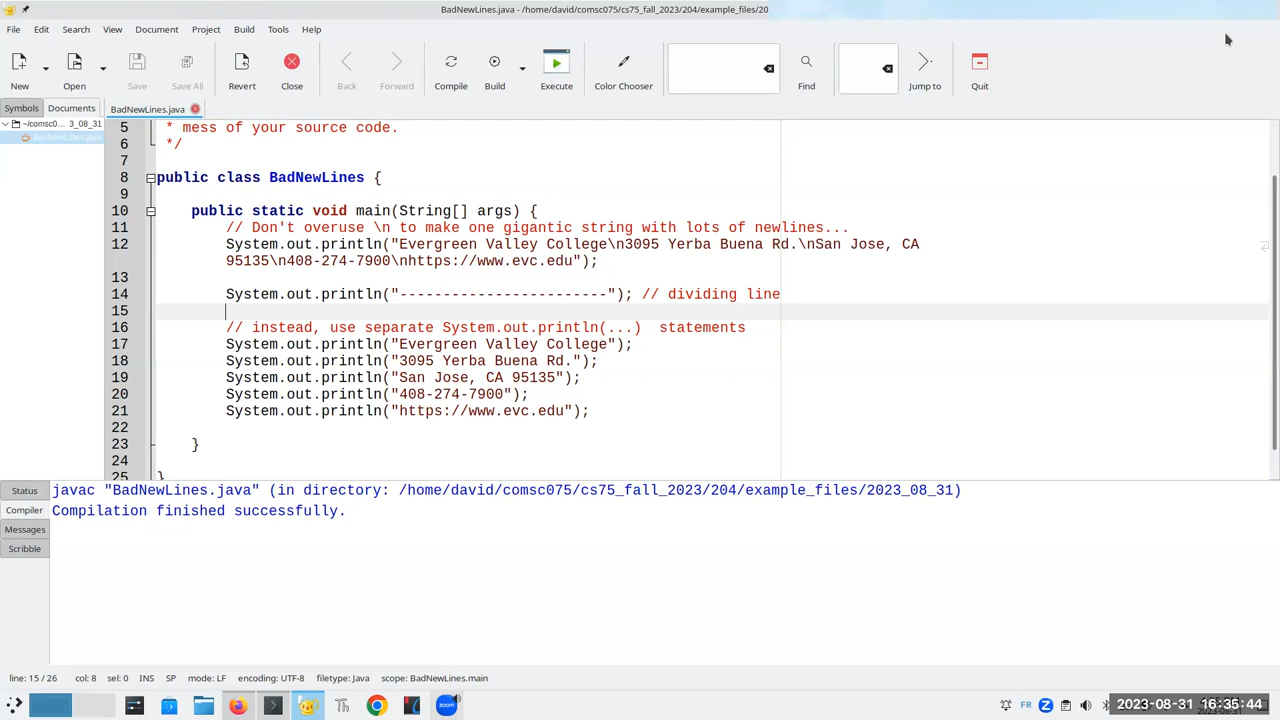 BadNewLines.java - /home/david/comsc075/cs75_fall_2023/204/example_files/20
File Edit Search View Document Project Build Tools Help
New Open Save Save All Revert Close Back Forward Compile Build Execute Color Chooser Find Jump to Quit
Symbols Documents BadNewLines.java
~/comsc0... 3_08_31
BadNewLines.java
5 * mess of your source code.
6 */
7
8 public class BadNewLines {
9
10 public static void main(String[] args) {
11 // Don't overuse \n to make one gigantic string with lots of newlines...
12 System.out.println("Evergreen Valley College\n3095 Yerba Buena Rd.\nSan Jose, CA
95135\n408-274-7900\nhttps://www.evc.edu");
13
14 System.out.println("------------------------"); // dividing line
15
16 // instead, use separate System.out.println(...)  statements
17 System.out.println("Evergreen Valley College");
18 System.out.println("3095 Yerba Buena Rd.");
19 System.out.println("San Jose, CA 95135");
20 System.out.println("408-274-7900");
21 System.out.println("https://www.evc.edu");
22
23 }
24
25 }
Status
Compiler
Messages
Scribble
javac "BadNewLines.java" (in directory: /home/david/comsc075/cs75_fall_2023/204/example_files/2023_08_31)
Compilation finished successfully.
line: 15 / 26 col: 8 sel: 0 INS SP mode: LF encoding: UTF-8 filetype: Java scope: BadNewLines.main
Th zoom FR 2023-08-31 16:35:44